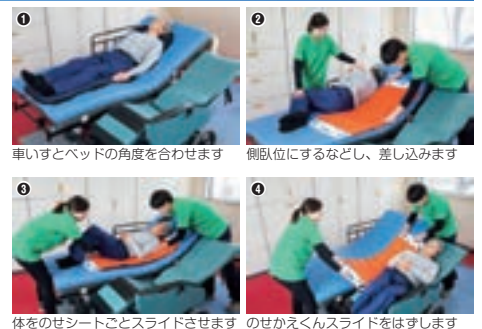 ❶
❷
車いすとベッドの角度を合わせます
側臥位にするなどし、差し込みます
❸
❹
体をのせシートごとスライドさせます
のせかえくんスライドをはずします